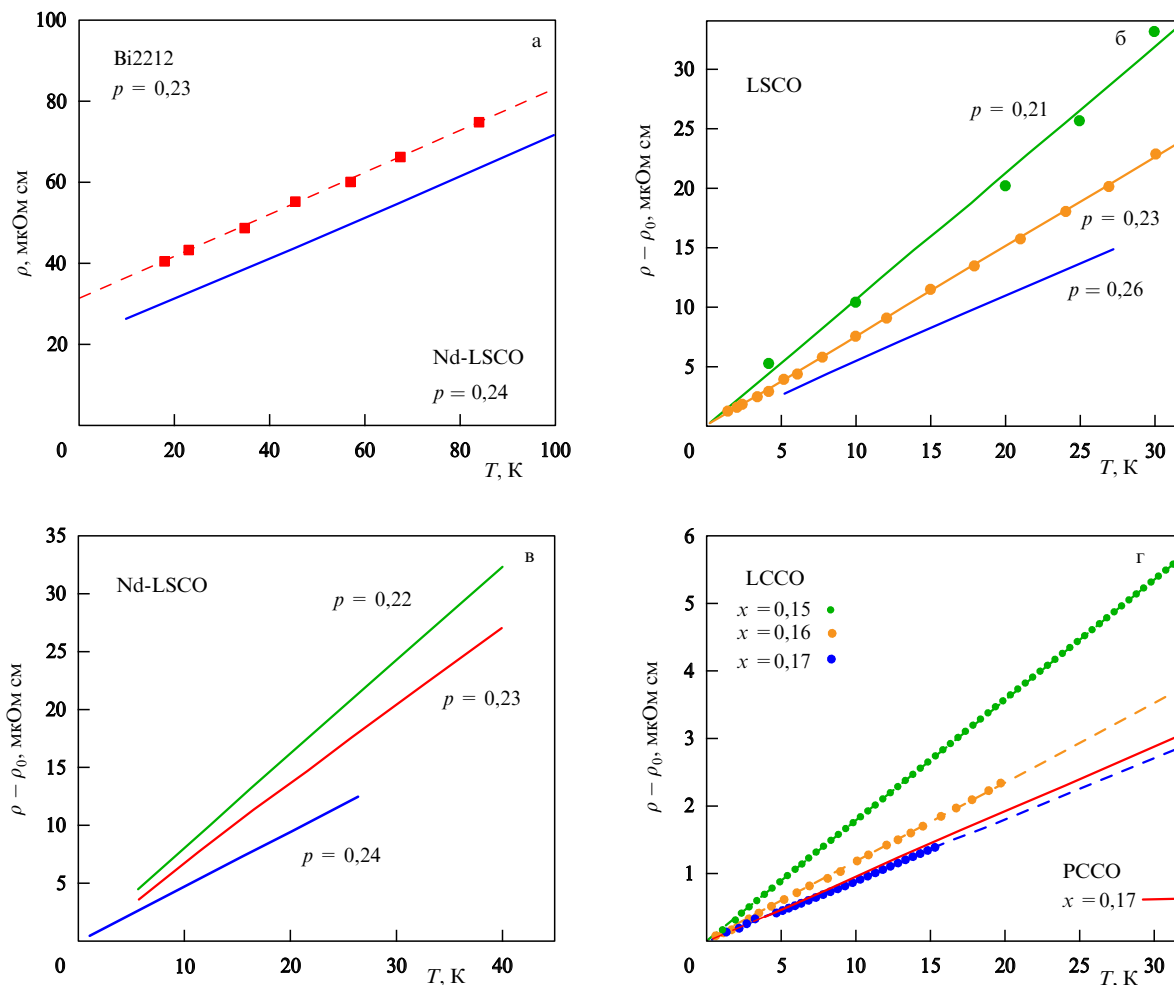 ρ, мкОм см
100
80
60
40
20
0
20
40
60
80
100
T, К
а
Bi2212
p = 0,23
Nd-LSCO
p = 0,24
ρ − ρ0, мкОм см
30
25
20
15
10
5
0
5
10
15
20
25
30
T, К
б
LSCO
p = 0,21
p = 0,23
p = 0,26
ρ − ρ0, мкОм см
35
30
25
20
15
10
5
0
10
20
30
40
T, К
в
Nd-LSCO
p = 0,22
p = 0,23
p = 0,24
ρ − ρ0, мкОм см
6
5
4
3
2
1
0
5
10
15
20
25
30
T, К
г
LCCO
x = 0,15
x = 0,16
x = 0,17
PCCO
x = 0,17